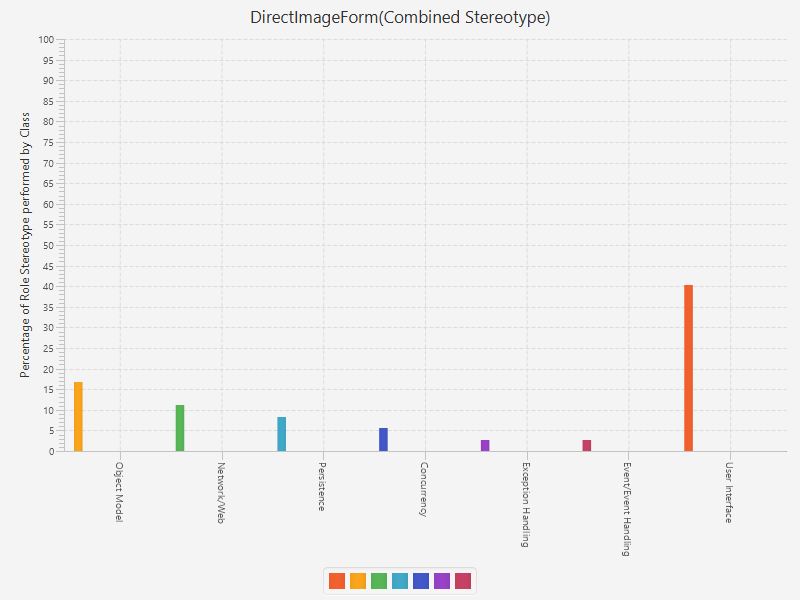 DirectImageForm(Combined Stereotype)
Percentage of Role Stereotype performed by Class
100
95
90
85
80
75
70
65
60
55
50
45
40
35
30
25
20
15
10
5
0
Object Model
Network/Web
Persistence
Concurrency
Exception Handling
Event/Event Handling
User Interface